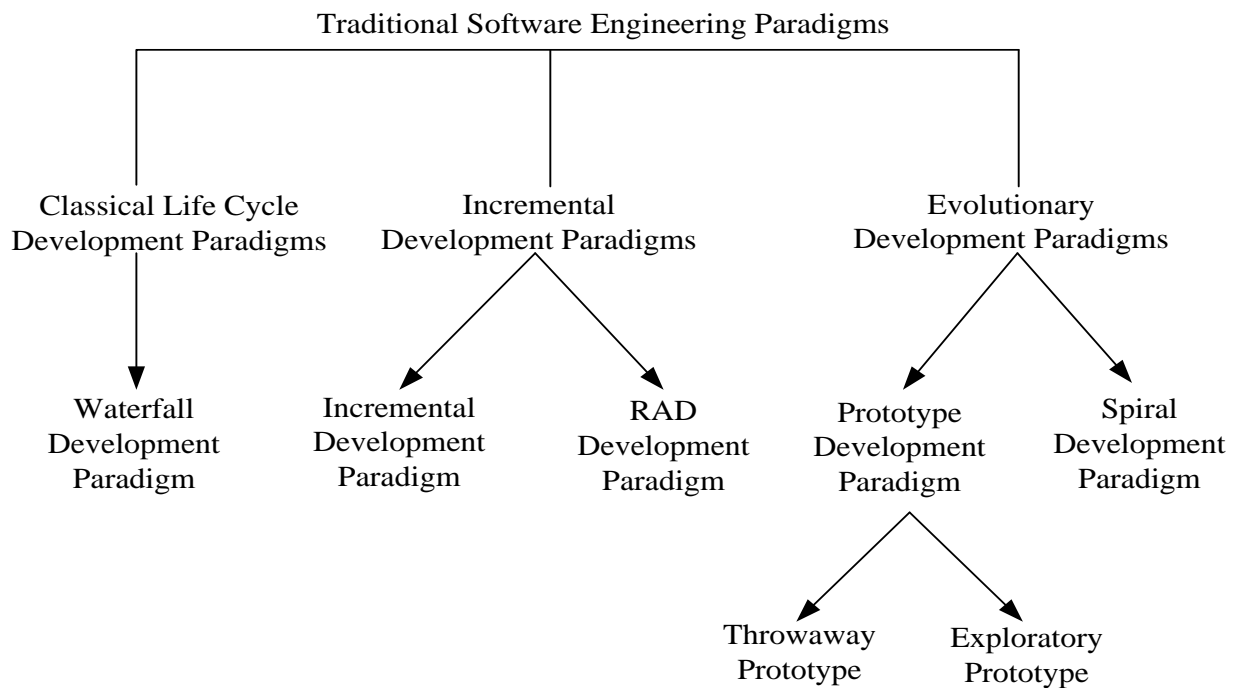 Traditional Software Engineering Paradigms
Classical Life Cycle
Development Paradigms
Incremental
Development Paradigms
Evolutionary
Development Paradigms
Waterfall
Development
Paradigm
Incremental
Development
Paradigm
RAD
Development
Paradigm
Prototype
Development
Paradigm
Spiral
Development
Paradigm
Throwaway
Prototype
Exploratory
Prototype